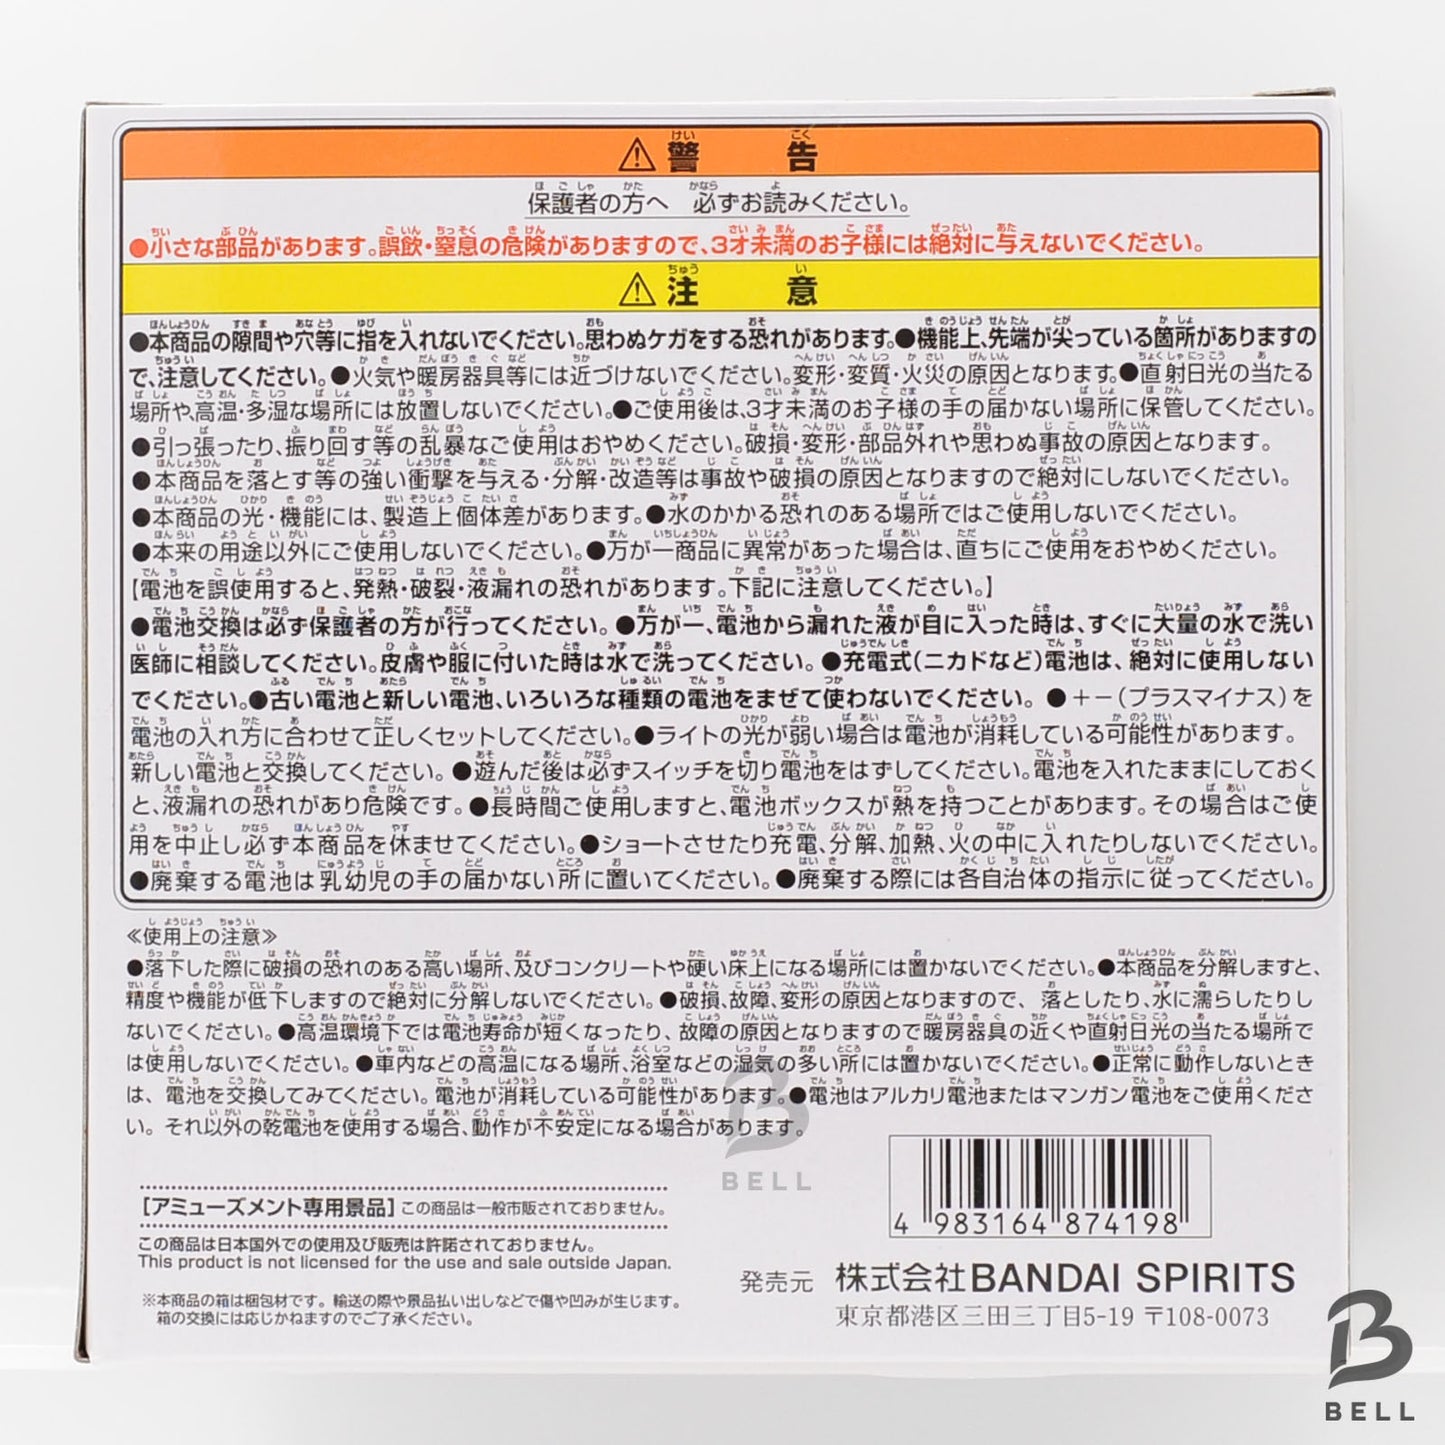 ⚠警告
保護者の方へ 必ずお読みください。
●小さな部品があります。誤飲・窒息の危険がありますので、3才未満のお子様には絶対に与えないでください。
⚠注意
●本商品の隙間や穴等に指を入れないでください。思わぬケガをする恐れがあります。●機能上、先端が尖っている箇所がありますの
で、注意してください。●火気や暖房器具等には近づけないでください。変形・変質・火災の原因となります。●直射日光の当たる
場所や、高温・多湿な場所には放置しないでください。●ご使用後は、3才未満のお子様の手の届かない場所に保管してください。
●引っ張ったり、振り回す等の乱暴なご使用はおやめください。破損・変形・部品外れや思わぬ事故の原因となります。
●本商品を落とす等の強い衝撃を与える・分解・改造等は事故や破損の原因となりますので絶対にしないでください。
●本商品の光・機能には、製造上個体差があります。●水のかかる恐れのある場所ではご使用しないでください。
●本来の用途以外にご使用しないでください。●万が一商品に異常があった場合は、直ちにご使用をおやめください。
【電池を誤使用すると、発熱・破裂・液漏れの恐れがあります。下記に注意してください。】
●電池交換は必ず保護者の方が行ってください。●万が一、電池から漏れた液が目に入った時は、すぐに大量の水で洗い
医師に相談してください。皮膚や服に付いた時は水で洗ってください。●充電式(ニカドなど)電池は、絶対に使用しない
でください。●古い電池と新しい電池、いろいろな種類の電池をまぜて使わないでください。●＋－(プラスマイナス)を
電池の入れ方に合わせて正しくセットしてください。●ライトの光が弱い場合は電池が消耗している可能性があります。
新しい電池と交換してください。●遊んだ後は必ずスイッチを切り電池をはずしてください。電池を入れたままにしておく
と、液漏れの恐れがあり危険です。●長時間ご使用しますと、電池ボックスが熱を持つことがあります。その場合はご使
用を中止し必ず本商品を休ませてください。●ショートさせたり充電、分解、加熱、火の中に入れたりしないでください。
●廃棄する電池は乳幼児の手の届かない所に置いてください。●廃棄する際には各自治体の指示に従ってください。
≪使用上の注意≫
●落下した際に破損の恐れのある高い場所、及びコンクリートや硬い床上になる場所には置かないでください。●本商品を分解しますと、
精度や機能が低下しますので絶対に分解しないでください。●破損、故障、変形の原因となりますので、落としたり、水に濡らしたりし
ないでください。●高温環境下では電池寿命が短くなったり、故障の原因となりますので暖房器具の近くや直射日光の当たる場所で
は使用しないでください。●車内などの高温になる場所、浴室などの湿気の多い所には置かないでください。●正常に動作しないとき
は、電池を交換してみてください。電池が消耗している可能性があります。●電池はアルカリ電池またはマンガン電池をご使用くださ
い。それ以外の乾電池を使用する場合、動作が不安定になる場合があります。
BELL
[アミューズメント専用景品]この商品は一般市販されておりません。
この商品は日本国外での使用及び販売は許諾されておりません。
This product is not licensed for the use and sale outside Japan.
※本商品の箱は梱包材です。輸送の際や景品払い出しなどで傷や凹みが生じます。
箱の交換には応じかねますのでご了承ください。
4 983164 874198
発売元 株式会社BANDAI SPIRITS
東京都港区三田三丁目5-19 〒108-0073
BELL